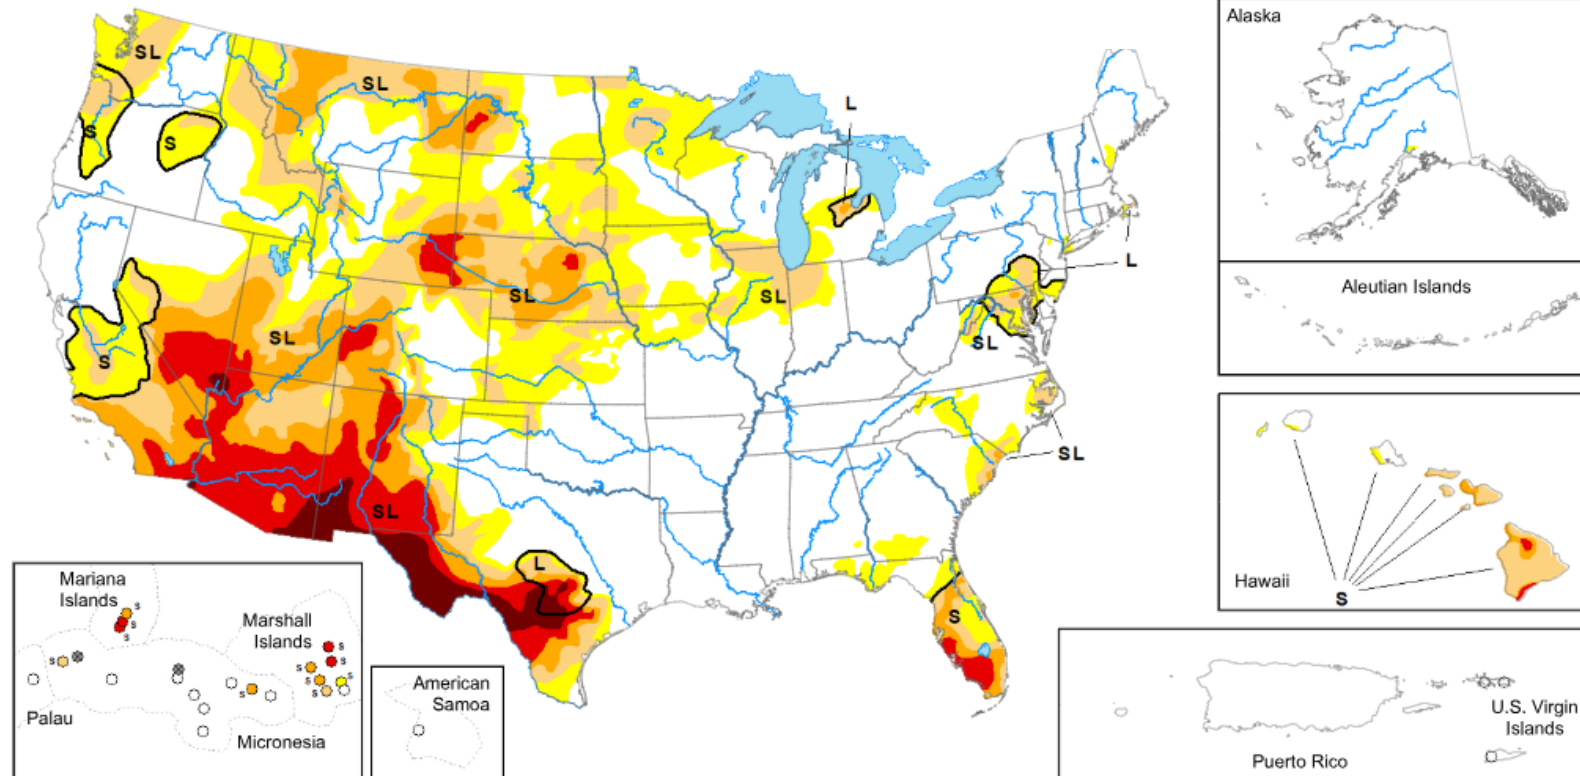 Alaska
Aleutian Islands
Hawaii
S
Puerto Rico
U.S. Virgin
Islands
SL
S
S
SL
L
SL
SL
SL
S
L
SL
SL
SL
L
S
Mariana
Islands
s
s
s
Marshall
Islands
s
s
s
s
s
s
s
s
Palau
Micronesia
American
Samoa